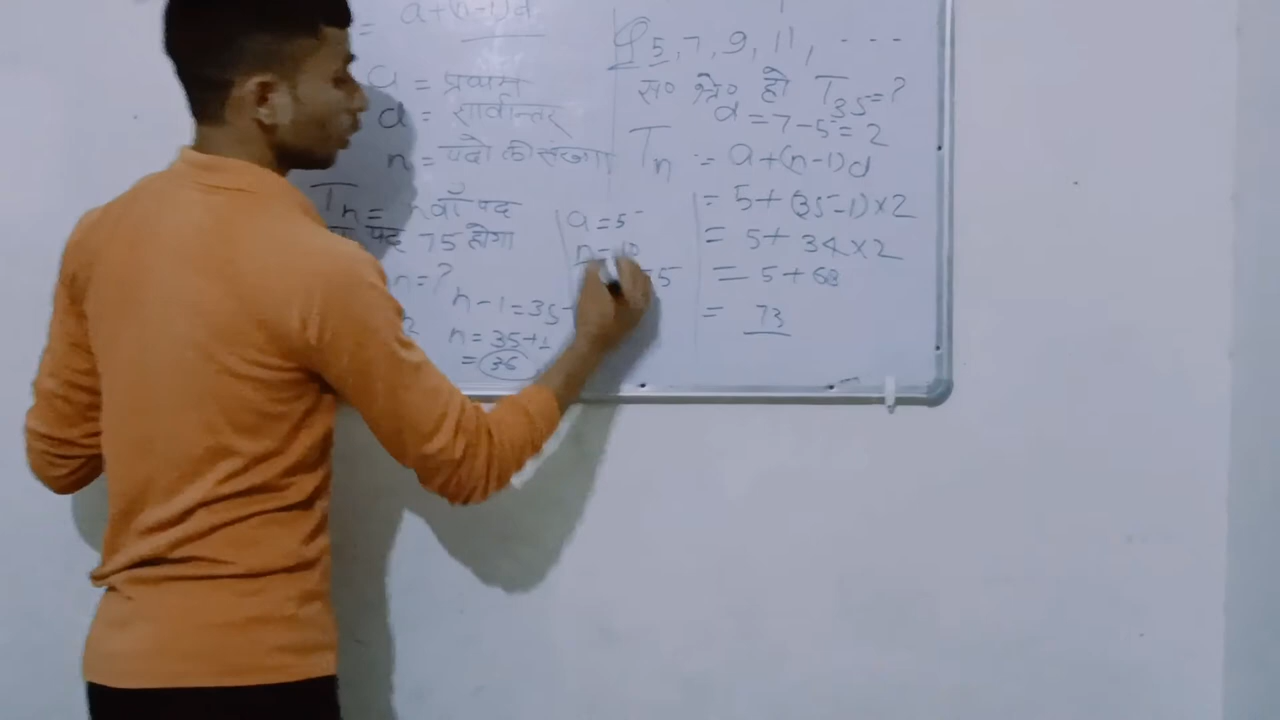 = a+(n-1)d
a = प्रथम
d = सार्वान्तर
n = पदो की संख्या
Tn = nवाँ पद
पद 75 होगा
n=?
2
n-1=35
n=35+1
=36
a=5
n=10
=5
Q 5, 7, 9, 11, ...
स० श्रे० हो T35=?
d =7-5=2
Tn = a+(n-1)d
= 5+(35-1)×2
= 5+34×2
= 5+68
= 73